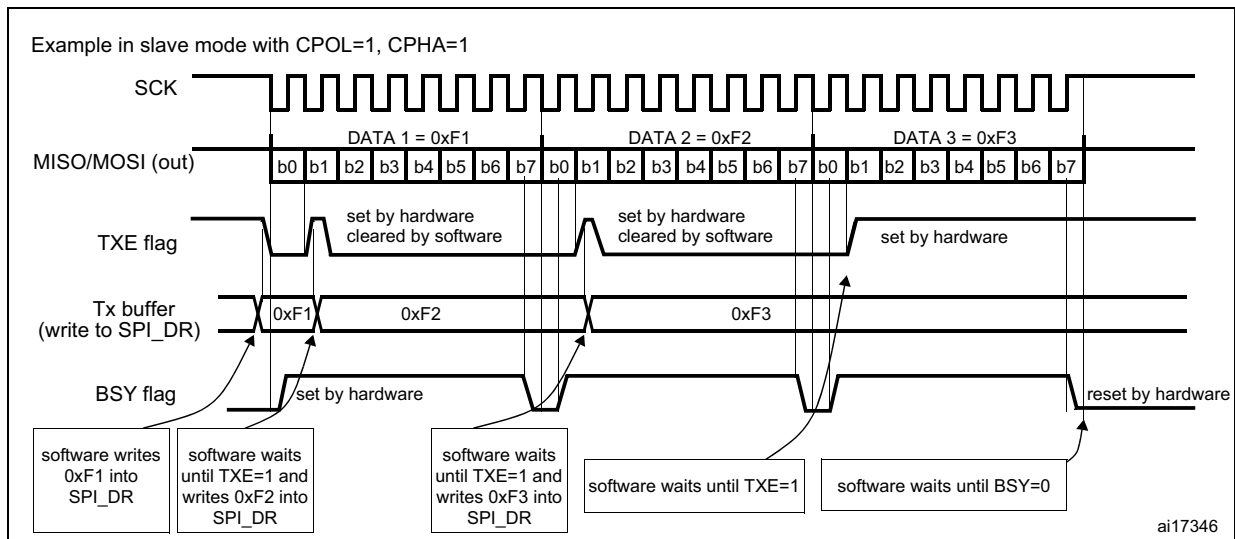 Example in slave mode with CPOL=1, CPHA=1
SCK
DATA 1 = 0xF1
DATA 2 = 0xF2
DATA 3 = 0xF3
MISO/MOSI (out)
b0 b1 b2 b3 b4 b5 b6 b7 b0 b1 b2 b3 b4 b5 b6 b7 b0 b1 b2 b3 b4 b5 b6 b7
TXE flag
set by hardware
cleared by software
set by hardware
cleared by software
set by hardware
Tx buffer
(write to SPI_DR)
0xF1
0xF2
0xF3
BSY flag
set by hardware
reset by hardware
software writes
0xF1 into
SPI_DR
software waits
until TXE=1 and
writes 0xF2 into
SPI_DR
software waits
until TXE=1 and
writes 0xF3 into
SPI_DR
software waits until TXE=1
software waits until BSY=0
ai17346